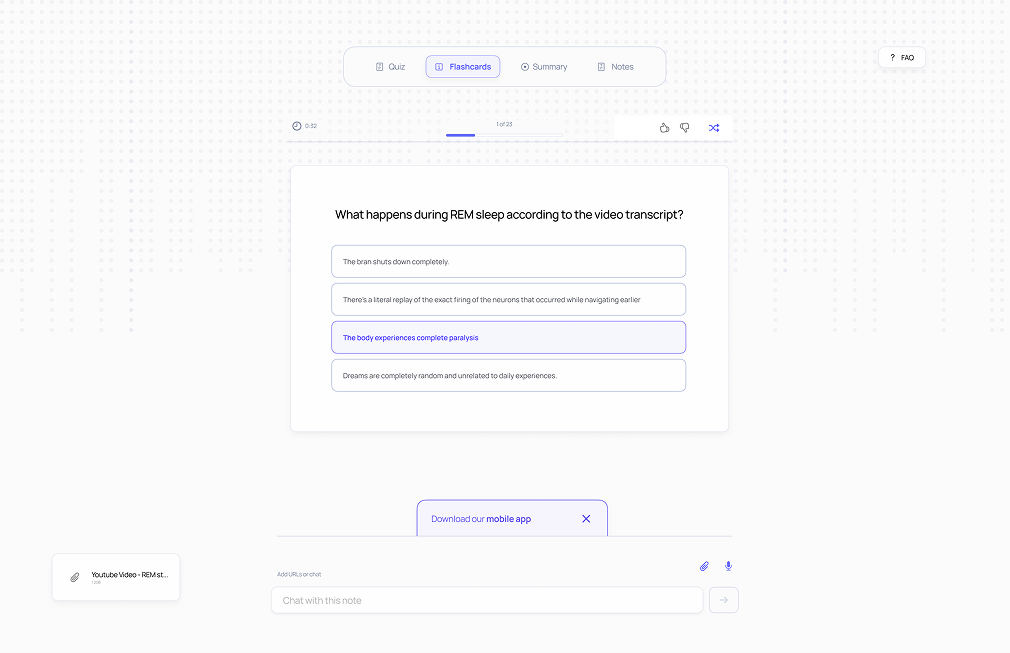 Quiz
Flashcards
Summary
Notes
? FAQ
0:32
1 of 23
What happens during REM sleep according to the video transcript?
The bran shuts down completely.
There's a literal replay of the exact firing of the neurons that occurred while navigating earlier
The body experiences complete paralysis
Dreams are completely random and unrelated to daily experiences.
Download our mobile app
Youtube Video - REM st...
Add URLs or chat
Chat with this note